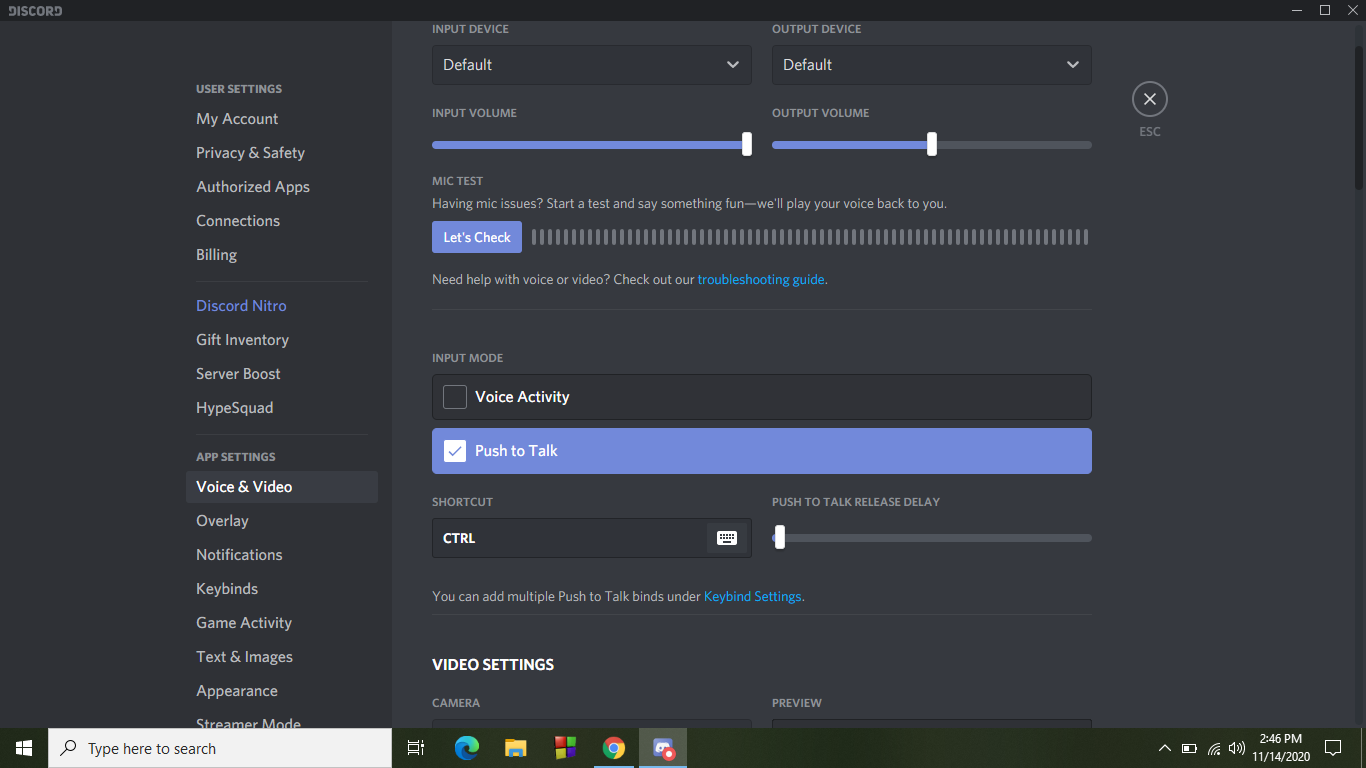 DISCORD
USER SETTINGS
My Account
Privacy & Safety
Authorized Apps
Connections
Billing
Discord Nitro
Gift Inventory
Server Boost
HypeSquad
APP SETTINGS
Voice & Video
Overlay
Notifications
Keybinds
Game Activity
Text & Images
Appearance
Streamer Mode
INPUT DEVICE
OUTPUT DEVICE
Default
Default
INPUT VOLUME
OUTPUT VOLUME
MIC TEST
Having mic issues? Start a test and say something fun—we'll play your voice back to you.
Let's Check
Need help with voice or video? Check out our troubleshooting guide.
INPUT MODE
Voice Activity
Push to Talk
SHORTCUT
PUSH TO TALK RELEASE DELAY
CTRL
You can add multiple Push to Talk binds under Keybind Settings.
VIDEO SETTINGS
CAMERA
PREVIEW
ESC
Type here to search
2:46 PM
11/14/2020